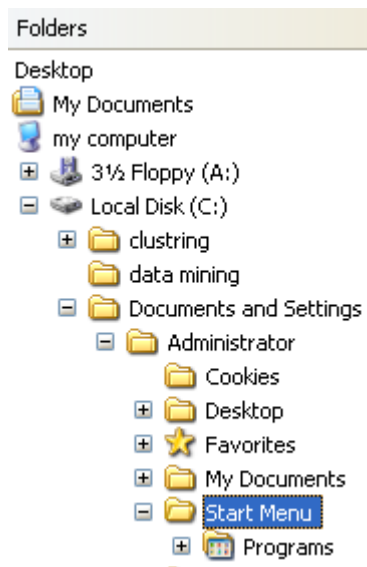 Folders
Desktop
My Documents
my computer
3½ Floppy (A:)
Local Disk (C:)
clustring
data mining
Documents and Settings
Administrator
Cookies
Desktop
Favorites
My Documents
Start Menu
Programs